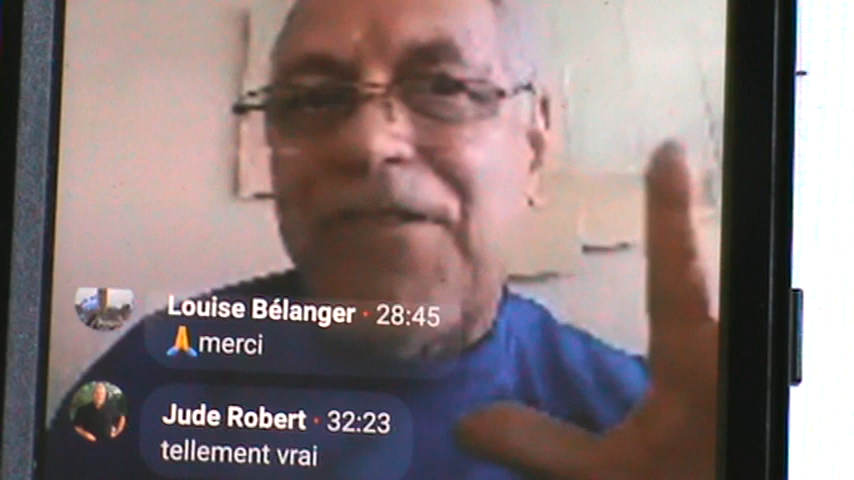 Louise Bélanger · 28:45
🙏merci
Jude Robert · 32:23
tellement vrai